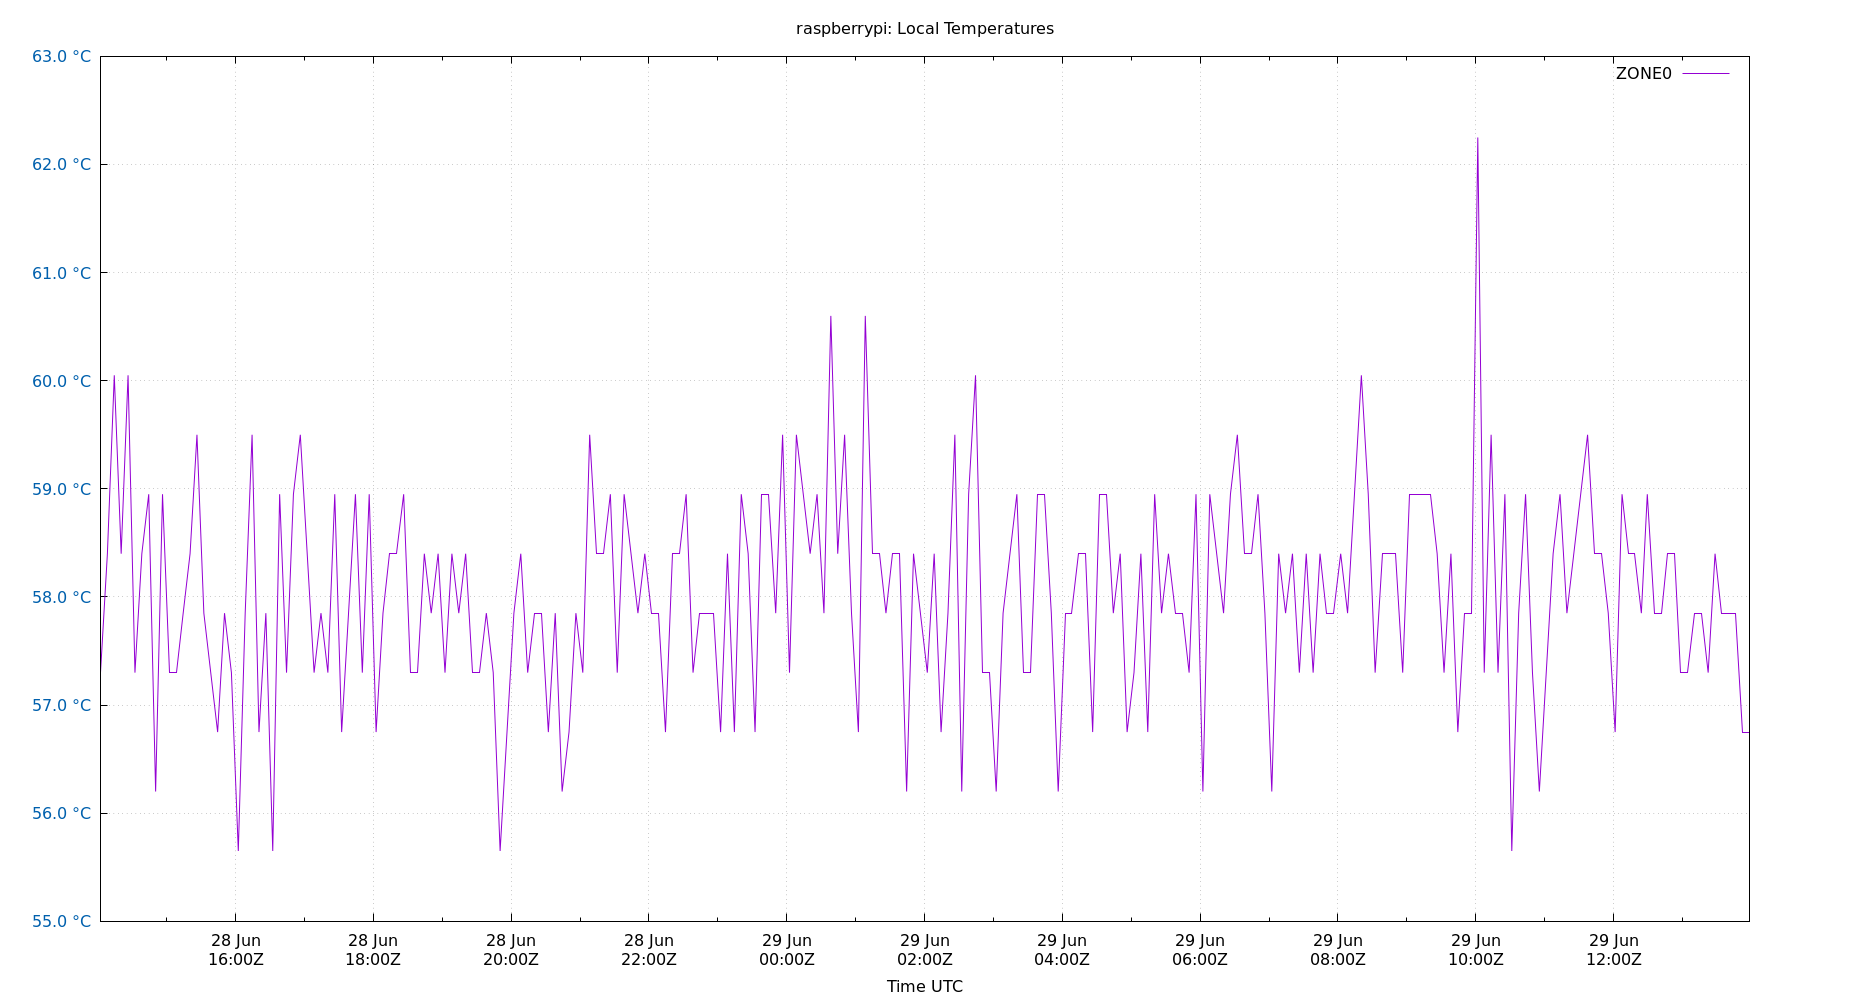 raspberrypi: Local Temperatures
63.0 °C
ZONE0
62.0 °C
61.0 °C
60.0 °C
59.0 °C
58.0 °C
57.0 °C
56.0 °C
55.0 °C
28 Jun 28 Jun 28 Jun 28 Jun 29 Jun 29 Jun 29 Jun 29 Jun 29 Jun 29 Jun 29 Jun
16:00Z 18:00Z 20:00Z 22:00Z 00:00Z 02:00Z 04:00Z 06:00Z 08:00Z 10:00Z 12:00Z
Time UTC